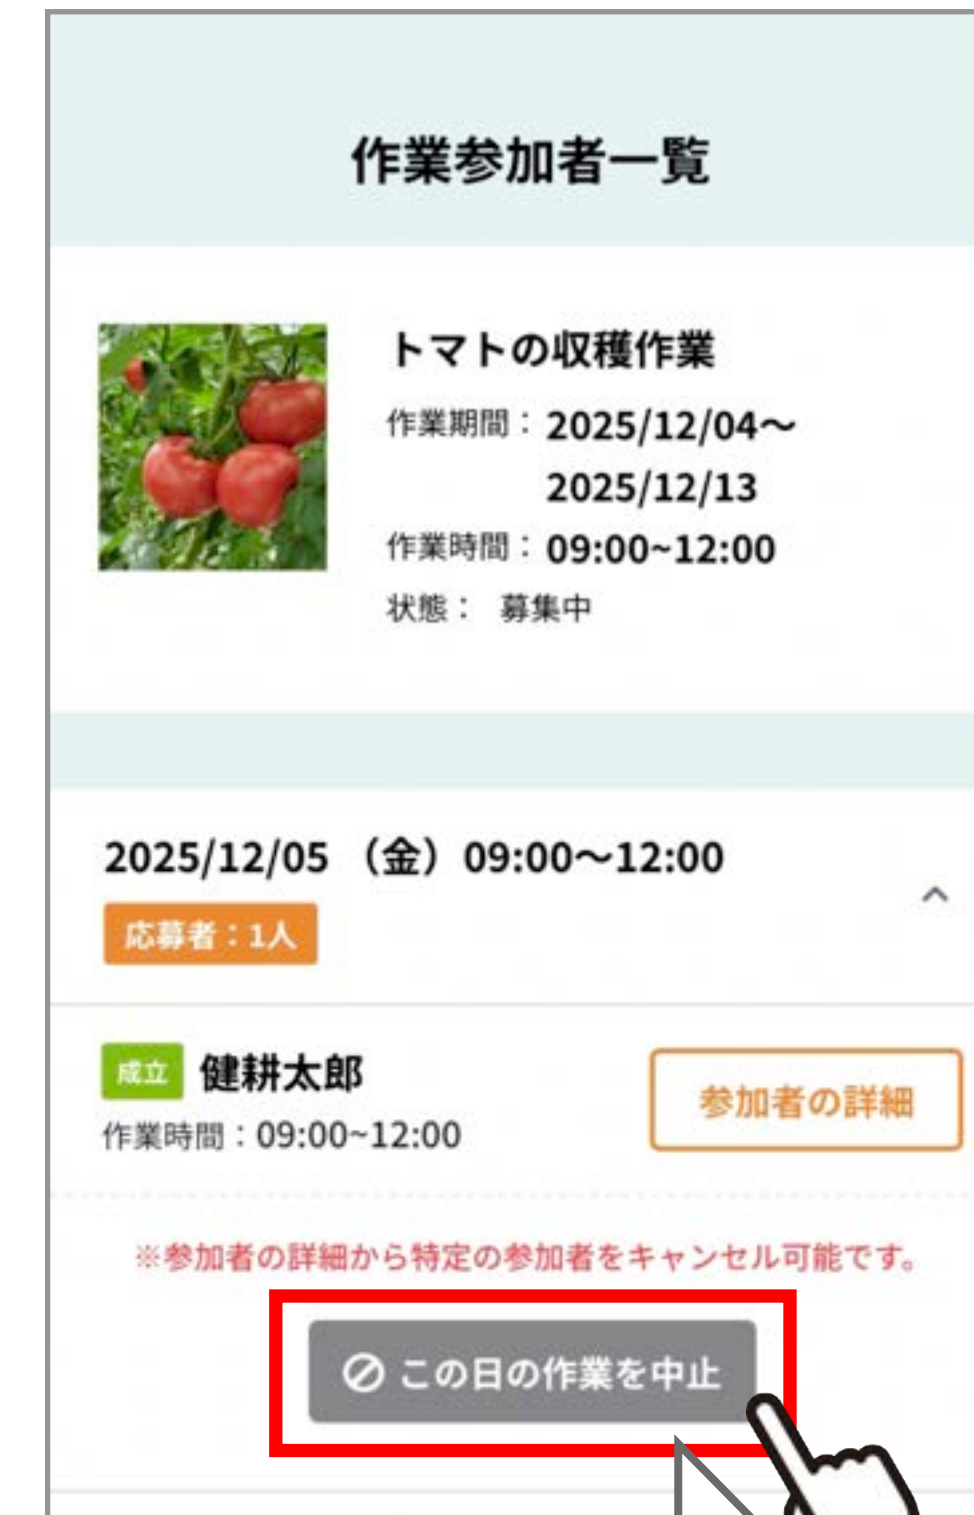 作業参加者一覧
トマトの収穫作業
作業期間：2025/12/04～
2025/12/13
作業時間：09:00~12:00
状態： 募集中
2025/12/05 （金）09:00～12:00
応募者：1人
成立 健耕太郎
参加者の詳細
作業時間：09:00~12:00
※参加者の詳細から特定の参加者をキャンセル可能です。
この日の作業を中止